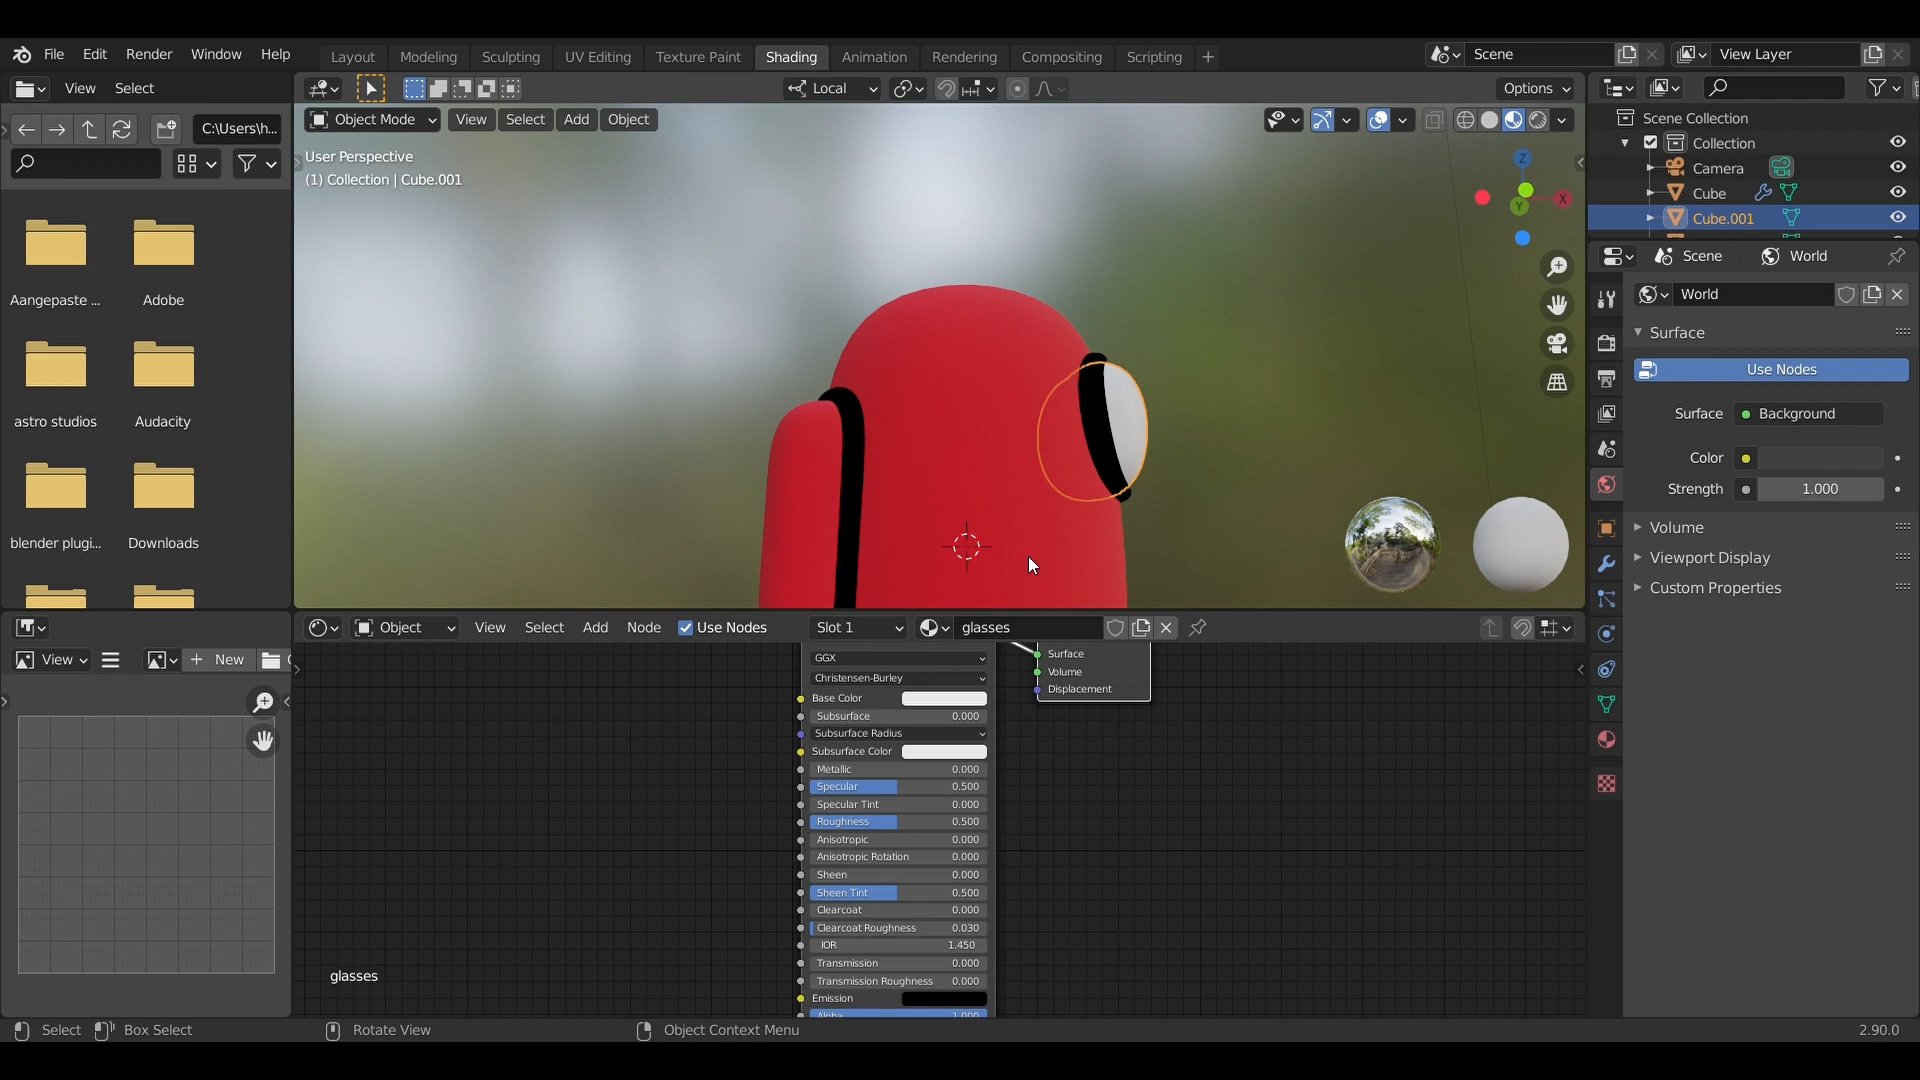 File Edit Render Window Help Layout Modeling Sculpting UV Editing Texture Paint Shading Animation Rendering Compositing Scripting + Scene View Layer
View Select Local Options
C:\Users\h...
Object Mode View Select Add Object
User Perspective
(1) Collection | Cube.001
Z
X
Y
Aangepaste ... Adobe
astro studios Audacity
blender plugi... Downloads
Scene Collection
Collection
Camera
Cube
Cube.001
Scene World
World
Surface
Use Nodes
Surface Background
Color
Strength 1.000
Volume
Viewport Display
Custom Properties
Object View Select Add Node Use Nodes Slot 1 glasses
View + New
GGX
Christensen-Burley
Base Color
Subsurface 0.000
Subsurface Radius
Subsurface Color
Metallic 0.000
Specular 0.500
Specular Tint 0.000
Roughness 0.500
Anisotropic 0.000
Anisotropic Rotation 0.000
Sheen 0.000
Sheen Tint 0.500
Clearcoat 0.000
Clearcoat Roughness 0.030
IOR 1.450
Transmission 0.000
Transmission Roughness 0.000
Emission
Alpha 1.000
Surface
Volume
Displacement
glasses
Select Box Select Rotate View Object Context Menu 2.90.0